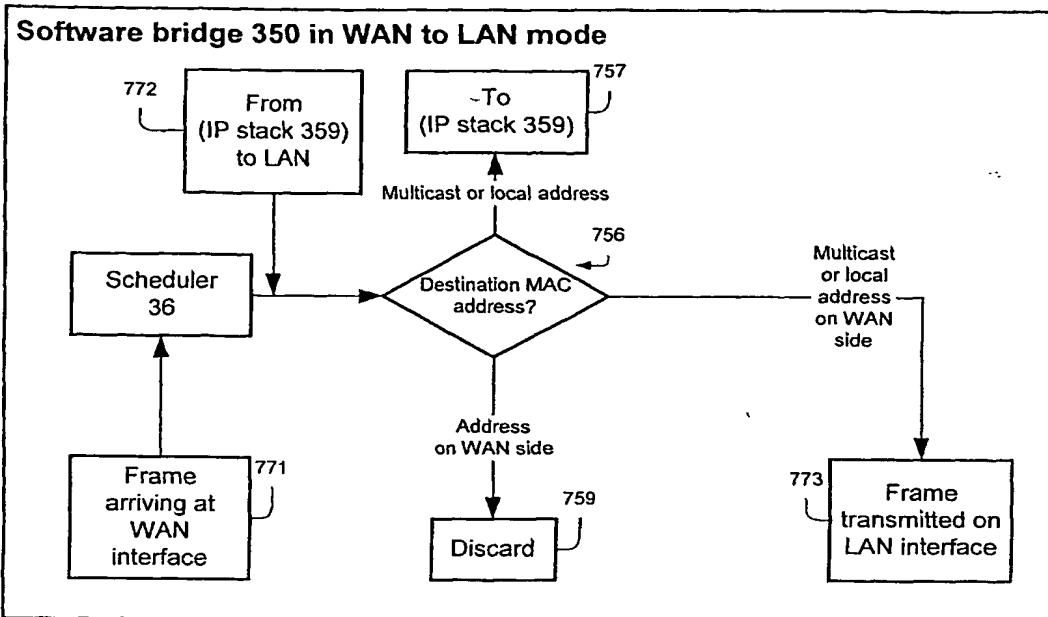 Software bridge 350 in WAN to LAN mode
772
From
(IP stack 359)
to LAN
757
-To
(IP stack 359)
Multicast or local address
756
Scheduler
36
Destination MAC
address?
Multicast
or local
address
on WAN
side
Address
on WAN side
771
Frame
arriving at
WAN
interface
759
Discard
773
Frame
transmitted on
LAN interface